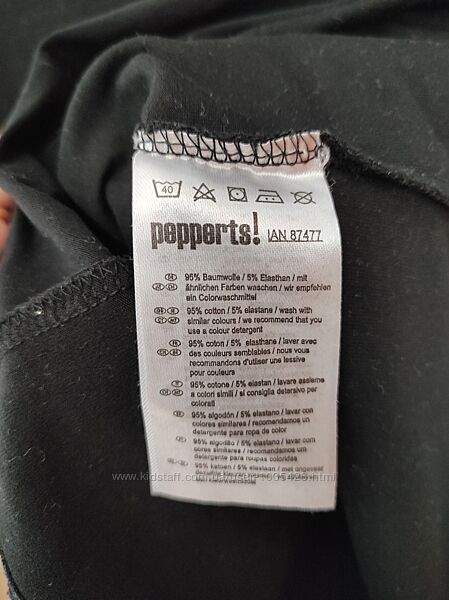 40
pepperts! IAN 87477
95% Baumwolle / 5% Elasthan / mit
ähnlichen Farben waschen / wir empfehlen
ein Colorwaschmittel
95% cotton / 5% elastane / wash with
similar colours / we recommend that you
use a colour detergent
95% coton / 5% elasthane / laver avec
des couleurs semblables / nous vous
recommandons d'utiliser une lessive
pour couleurs
95% cotone / 5% elastan / lavare assieme
a colori simili / si consiglia detersivo per
colorati
95% algodón / 5% elastano / lavar con
colores similares / recomendamos un
detergente para ropa de color
95% algodão / 5% elastano / lavar com
cores similares / recomendamos um
detergente para roupas coloridas
95% katoen / 5% elastaan / met ongeveer
dezelfde kleuren